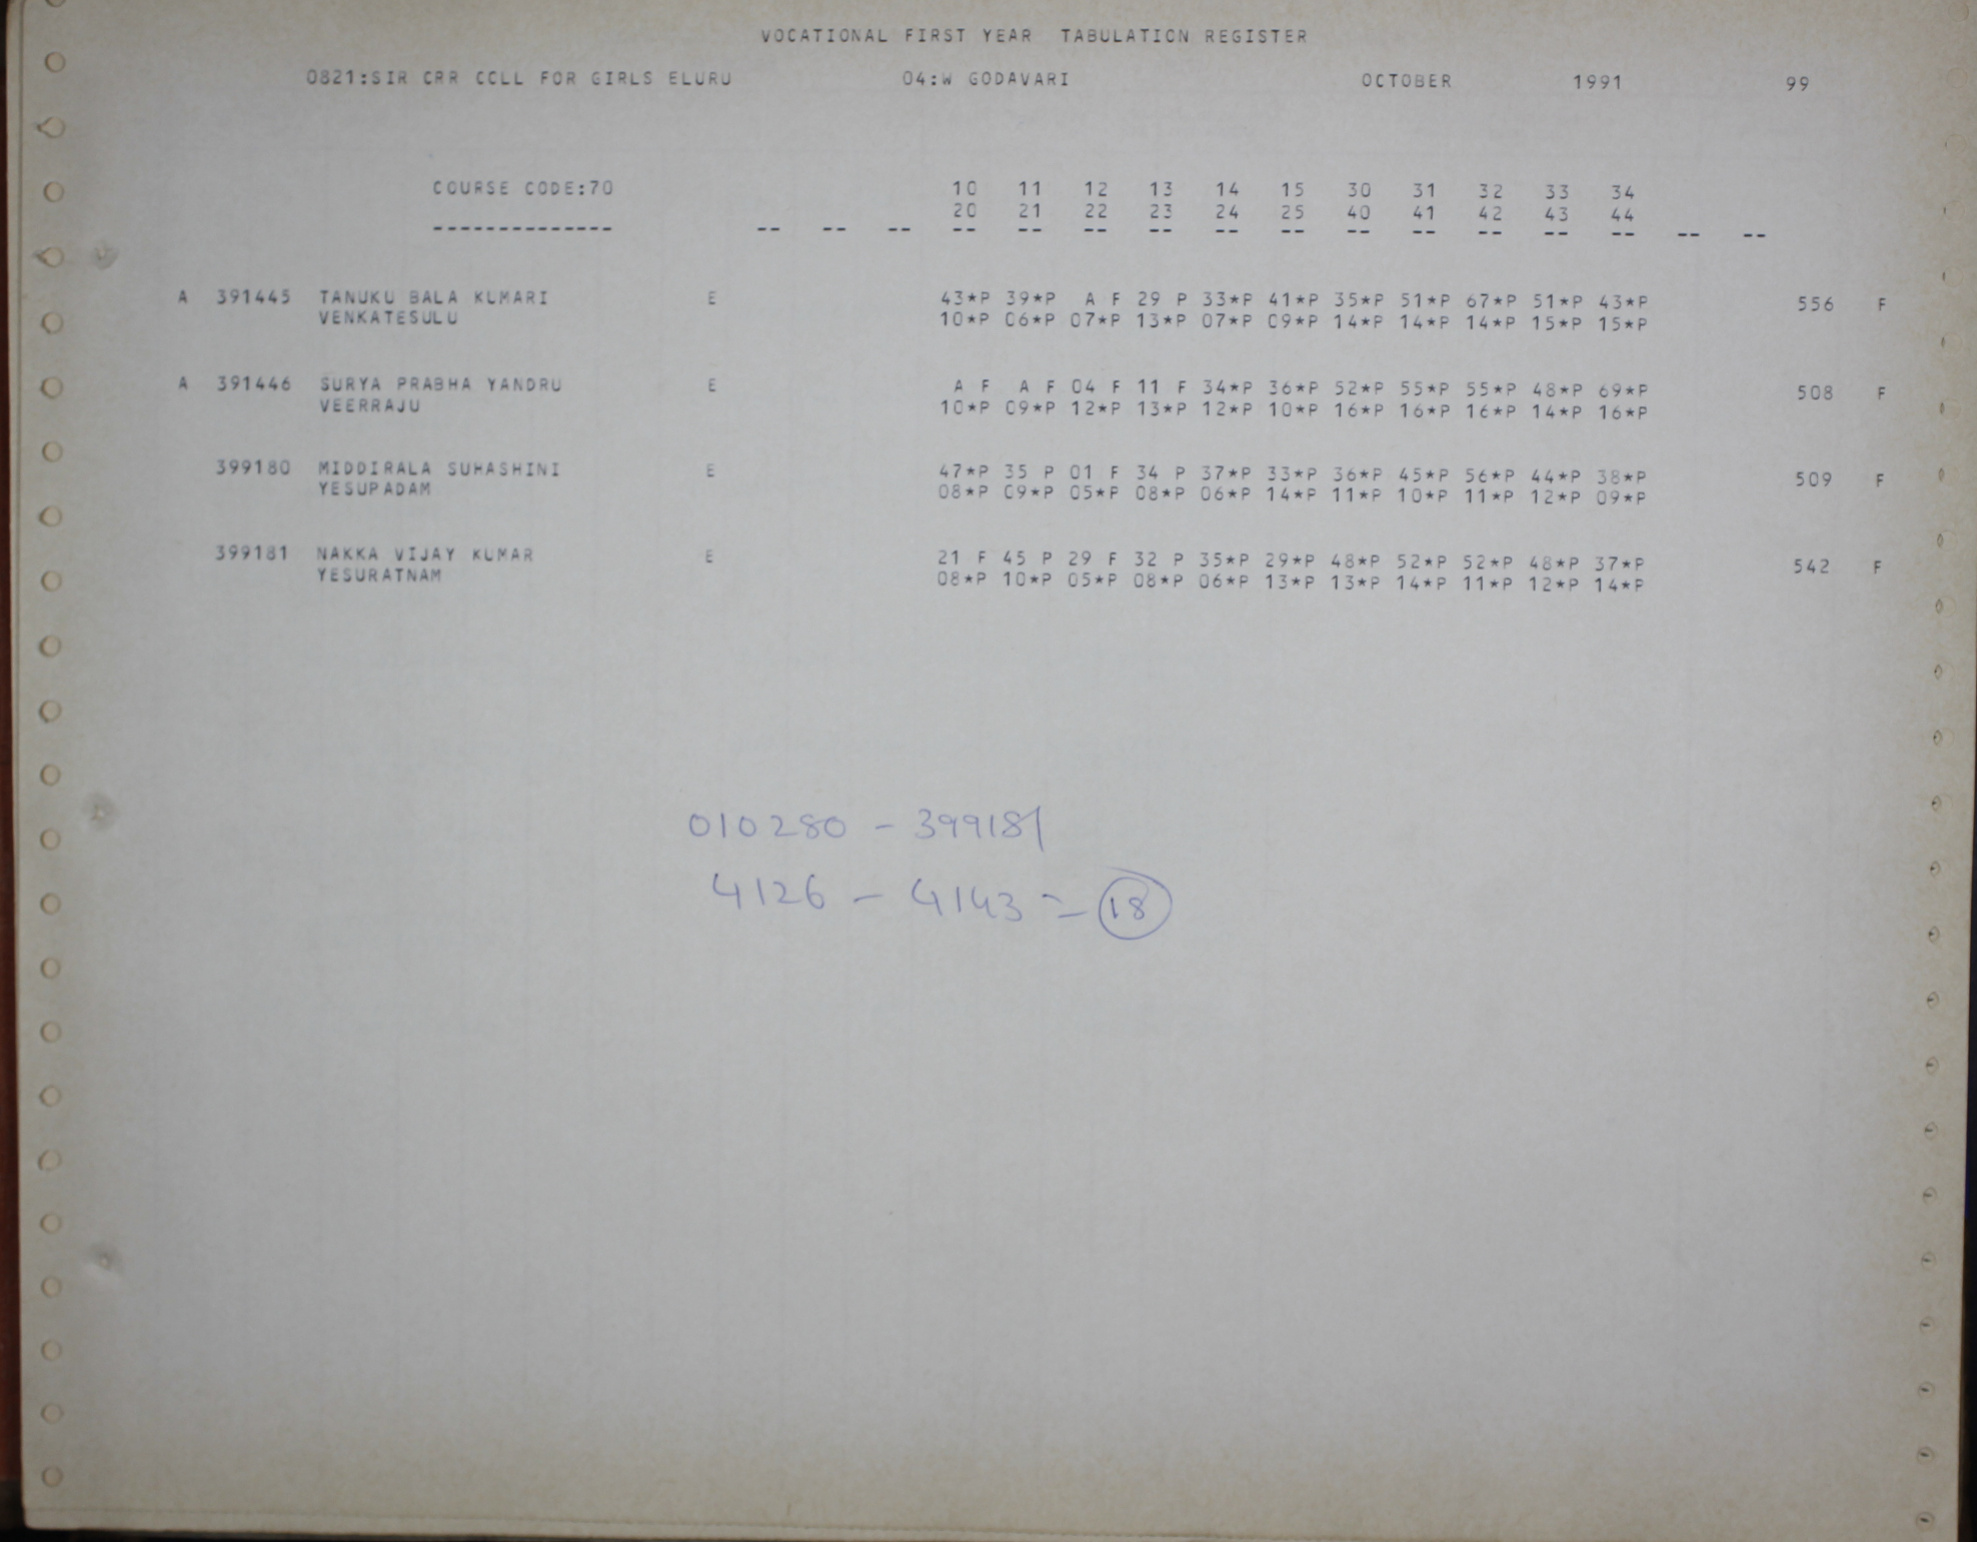 VOCATIONAL FIRST YEAR TABULATION REGISTER
0821:SIR CRR COLL FOR GIRLS ELURU 04:W GODAVARI OCTOBER 1991 99
COURSE CODE:70 10 11 12 13 14 15 30 31 32 33 34
20 21 22 23 24 25 40 41 42 43 44
-------------- -- -- -- -- -- -- -- -- -- -- -- -- -- -- -- --
A 391445 TANUKU BALA KUMARI E 43*P 39*P A F 29 P 33*P 41*P 35*P 51*P 67*P 51*P 43*P 556 F
VENKATESULU 10*P 06*P 07*P 13*P 07*P 09*P 14*P 14*P 14*P 15*P 15*P
A 391446 SURYA PRABHA YANDRU E A F A F 04 F 11 F 34*P 36*P 52*P 55*P 55*P 48*P 69*P 508 F
VEERRAJU 10*P 09*P 12*P 13*P 12*P 10*P 16*P 16*P 16*P 14*P 16*P
399180 MIDDIRALA SUHASHINI E 47*P 35 P 01 F 34 P 37*P 33*P 36*P 45*P 56*P 44*P 38*P 509 F
YESUPADAM 08*P 09*P 05*P 08*P 06*P 14*P 11*P 10*P 11*P 12*P 09*P
399181 NAKKA VIJAY KUMAR E 21 F 45 P 29 F 32 P 35*P 29*P 48*P 52*P 52*P 48*P 37*P 542 F
YESURATNAM 08*P 10*P 05*P 08*P 06*P 13*P 13*P 14*P 11*P 12*P 14*P
010280 - 399181
4126 - 4143 = 18